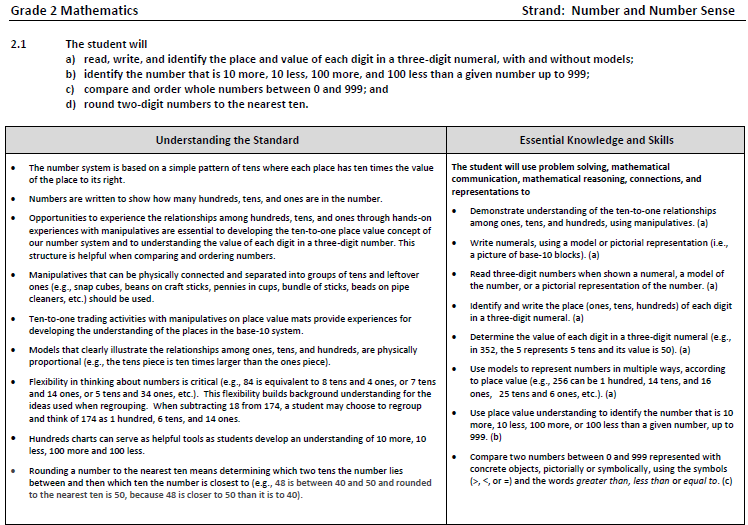 Grade 2 Mathematics
Strand: Number and Number Sense
2.1 The student will
a) read, write, and identify the place and value of each digit in a three-digit numeral, with and without models;
b) identify the number that is 10 more, 10 less, 100 more, and 100 less than a given number up to 999;
c) compare and order whole numbers between 0 and 999; and
d) round two-digit numbers to the nearest ten.
Understanding the Standard
• The number system is based on a simple pattern of tens where each place has ten times the value
of the place to its right.
• Numbers are written to show how many hundreds, tens, and ones are in the number.
• Opportunities to experience the relationships among hundreds, tens, and ones through hands-on
experiences with manipulatives are essential to developing the ten-to-one place value concept of
our number system and to understanding the value of each digit in a three-digit number. This
structure is helpful when comparing and ordering numbers.
• Manipulatives that can be physically connected and separated into groups of tens and leftover
ones (e.g., snap cubes, beans on craft sticks, pennies in cups, bundle of sticks, beads on pipe
cleaners, etc.) should be used.
• Ten-to-one trading activities with manipulatives on place value mats provide experiences for
developing the understanding of the places in the base-10 system.
• Models that clearly illustrate the relationships among ones, tens, and hundreds, are physically
proportional (e.g., the tens piece is ten times larger than the ones piece).
• Flexibility in thinking about numbers is critical (e.g., 84 is equivalent to 8 tens and 4 ones, or 7 tens
and 14 ones, or 5 tens and 34 ones, etc.). This flexibility builds background understanding for the
ideas used when regrouping. When subtracting 18 from 174, a student may choose to regroup
and think of 174 as 1 hundred, 6 tens, and 14 ones.
• Hundreds charts can serve as helpful tools as students develop an understanding of 10 more, 10
less, 100 more and 100 less.
• Rounding a number to the nearest ten means determining which two tens the number lies
between and then which ten the number is closest to (e.g., 48 is between 40 and 50 and rounded
to the nearest ten is 50, because 48 is closer to 50 than it is to 40).
Essential Knowledge and Skills
The student will use problem solving, mathematical
communication, mathematical reasoning, connections, and
representations to
• Demonstrate understanding of the ten-to-one relationships
among ones, tens, and hundreds, using manipulatives. (a)
• Write numerals, using a model or pictorial representation (i.e.,
a picture of base-10 blocks). (a)
• Read three-digit numbers when shown a numeral, a model of
the number, or a pictorial representation of the number. (a)
• Identify and write the place (ones, tens, hundreds) of each digit
in a three-digit numeral. (a)
• Determine the value of each digit in a three-digit numeral (e.g.,
in 352, the 5 represents 5 tens and its value is 50). (a)
• Use models to represent numbers in multiple ways, according
to place value (e.g., 256 can be 1 hundred, 14 tens, and 16
ones, 25 tens and 6 ones, etc.). (a)
• Use place value understanding to identify the number that is 10
more, 10 less, 100 more, or 100 less than a given number, up to
999. (b)
• Compare two numbers between 0 and 999 represented with
concrete objects, pictorially or symbolically, using the symbols
(>, <, or =) and the words greater than, less than or equal to. (c)